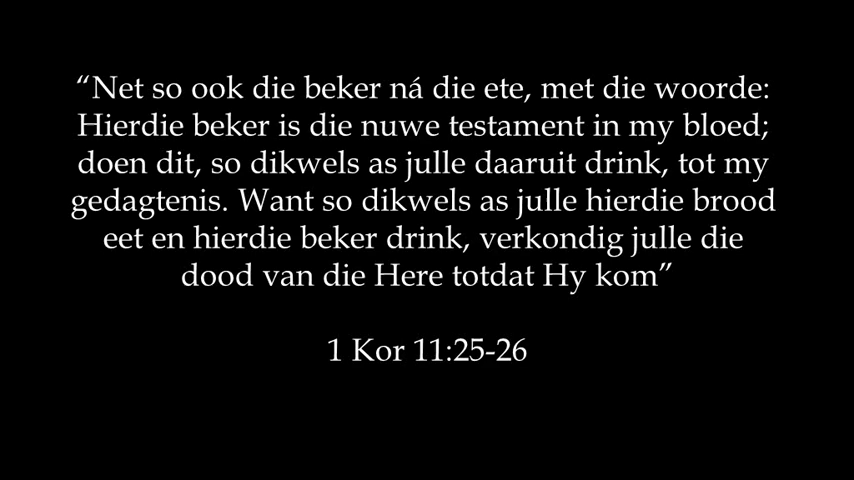 “Net so ook die beker ná die ete, met die woorde:
Hierdie beker is die nuwe testament in my bloed;
doen dit, so dikwels as julle daaruit drink, tot my
gedagtenis. Want so dikwels as julle hierdie brood
eet en hierdie beker drink, verkondig julle die
dood van die Here totdat Hy kom”
1 Kor 11:25-26